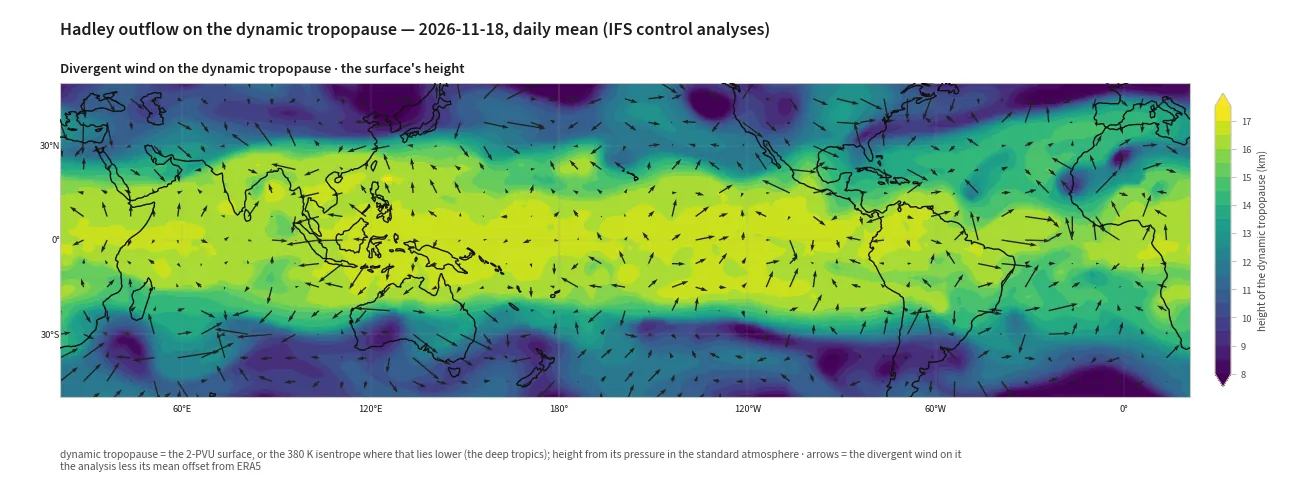 Hadley outflow on the dynamic tropopause — 2026-11-18, daily mean (IFS control analyses)
Divergent wind on the dynamic tropopause · the surface's height
30°N
0°
30°S
60°E
120°E
180°
120°W
60°W
0°
17
16
15
14
13
12
11
10
9
8
height of the dynamic tropopause (km)
dynamic tropopause = the 2-PVU surface, or the 380 K isentrope where that lies lower (the deep tropics); height from its pressure in the standard atmosphere · arrows = the divergent wind on it
the analysis less its mean offset from ERA5